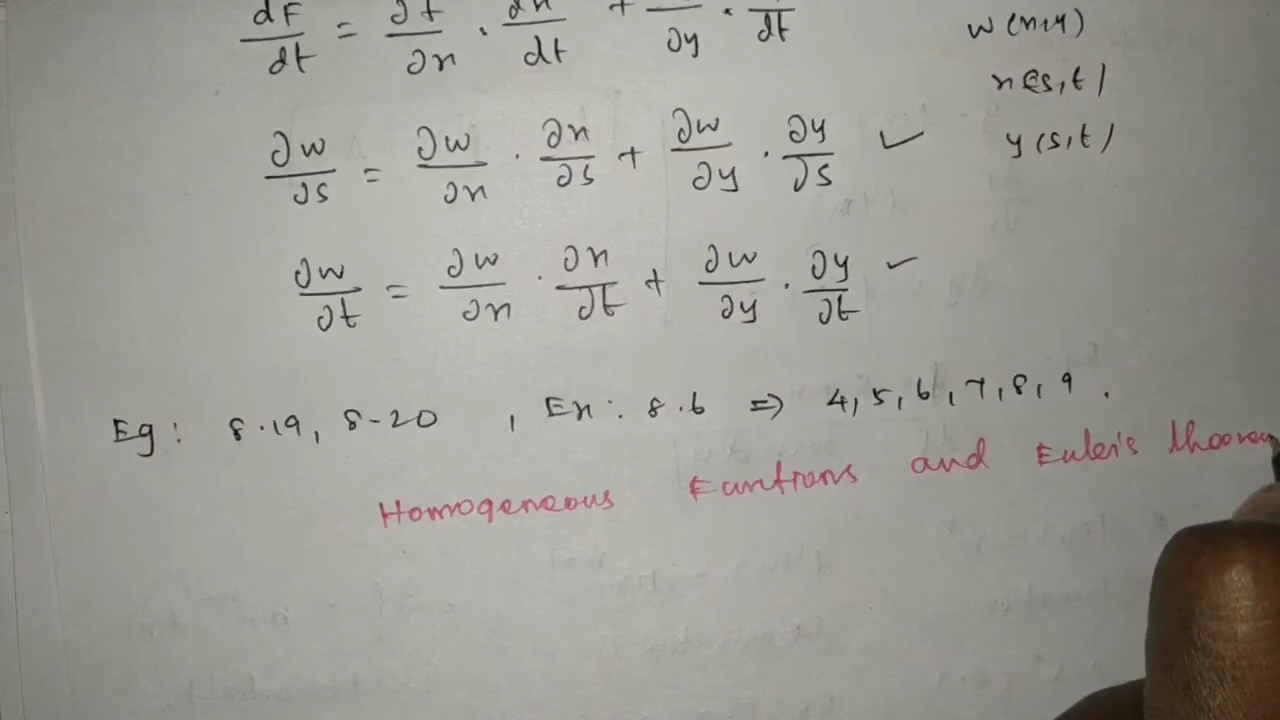 dF/dt = ∂f/∂x · dx/dt + /∂y · /dt
w(x,y)
x(s,t)
y(s,t)
∂w/∂s = ∂w/∂x · ∂x/∂s + ∂w/∂y · ∂y/∂s ✓
∂w/∂t = ∂w/∂x · ∂x/∂t + ∂w/∂y · ∂y/∂t ✓
Eg: 8.19, 8-20 , Ex: 8.6 ⇒ 4, 5, 6, 7, 8, 9.
Homogeneous Functions and Euler's theorem